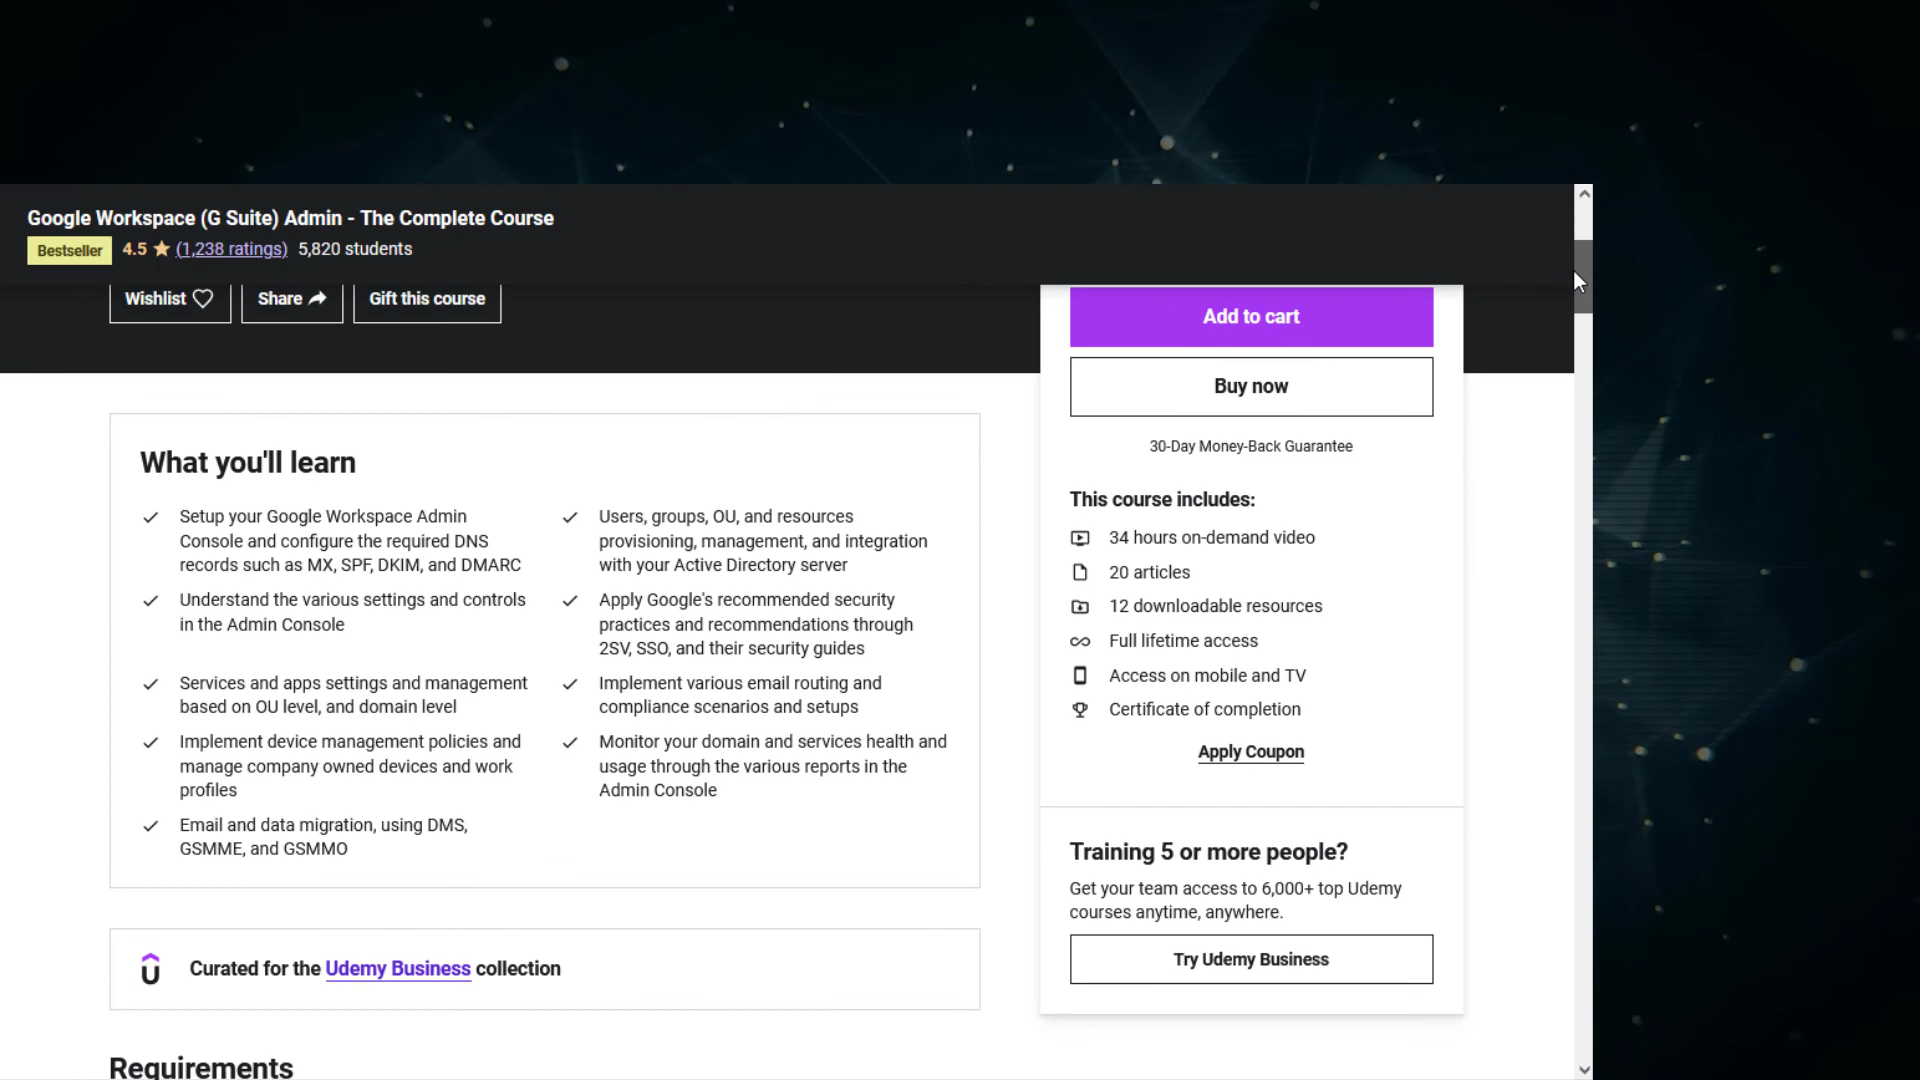 Google Workspace (G Suite) Admin - The Complete Course
Bestseller 4.5 (1,238 ratings) 5,820 students
Wishlist Share Gift this course
Add to cart
Buy now
30-Day Money-Back Guarantee
What you'll learn
Setup your Google Workspace Admin
Console and configure the required DNS
records such as MX, SPF, DKIM, and DMARC
Users, groups, OU, and resources
provisioning, management, and integration
with your Active Directory server
Understand the various settings and controls
in the Admin Console
Apply Google's recommended security
practices and recommendations through
2SV, SSO, and their security guides
Services and apps settings and management
based on OU level, and domain level
Implement various email routing and
compliance scenarios and setups
Implement device management policies and
manage company owned devices and work
profiles
Monitor your domain and services health and
usage through the various reports in the
Admin Console
Email and data migration, using DMS,
GSMME, and GSMMO
This course includes:
34 hours on-demand video
20 articles
12 downloadable resources
Full lifetime access
Access on mobile and TV
Certificate of completion
Apply Coupon
Training 5 or more people?
Get your team access to 6,000+ top Udemy
courses anytime, anywhere.
Try Udemy Business
Curated for the Udemy Business collection
Requirements